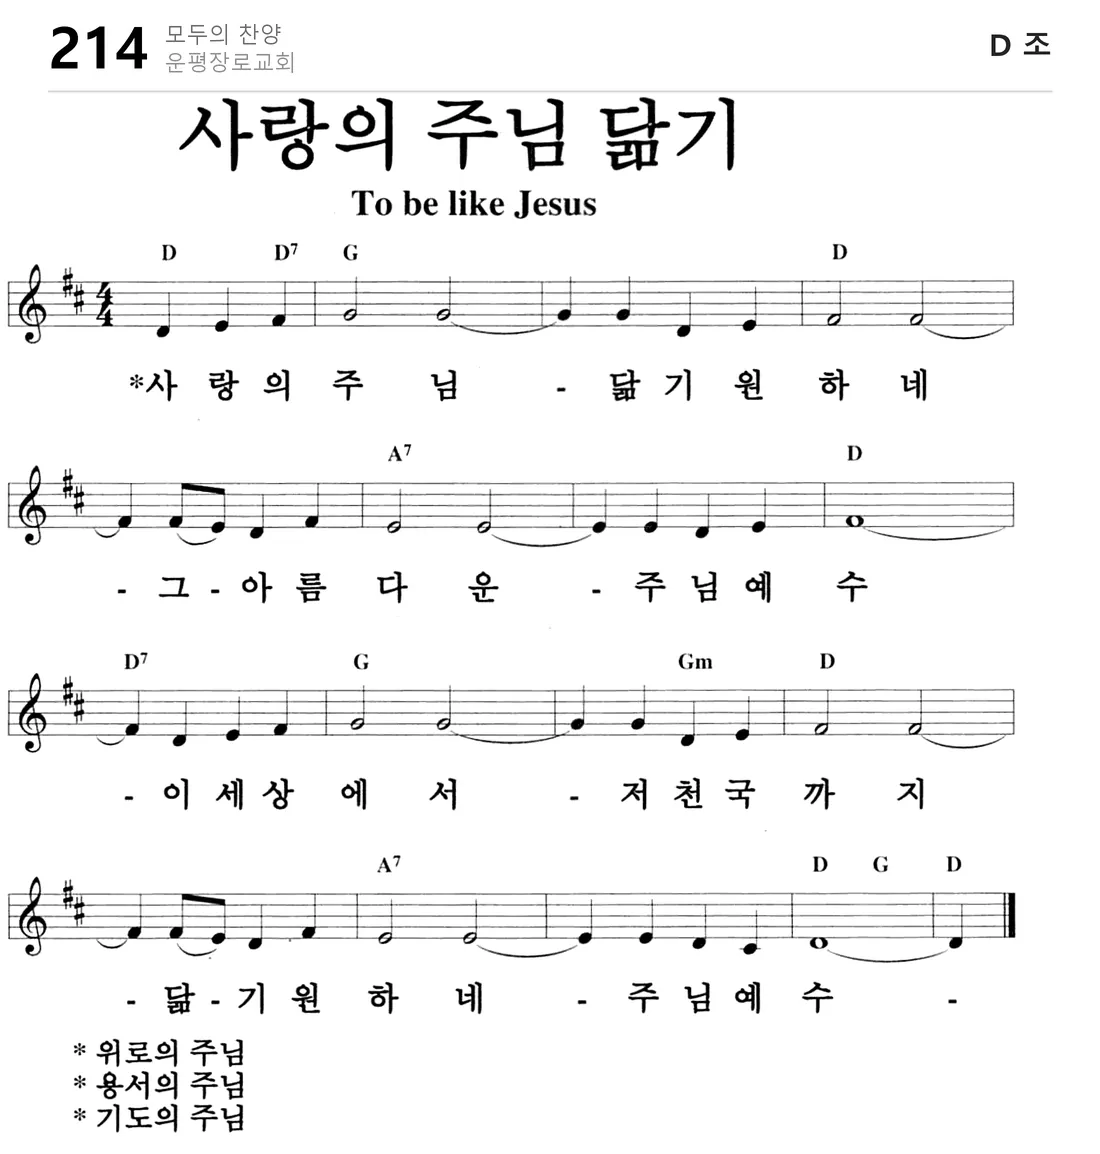 214 모두의 찬양
운평장로교회
D 조
사랑의 주님 닮기
To be like Jesus
D D7 G D
*사 랑 의 주 님 - 닮 기 원 하 네
A7 D
- 그 - 아 름 다 운 - 주 님 예 수
D7 G Gm D
- 이 세 상 에 서 - 저 천 국 까 지
A7 D G D
- 닮 - 기 원 하 네 - 주 님 예 수 -
* 위로의 주님
* 용서의 주님
* 기도의 주님